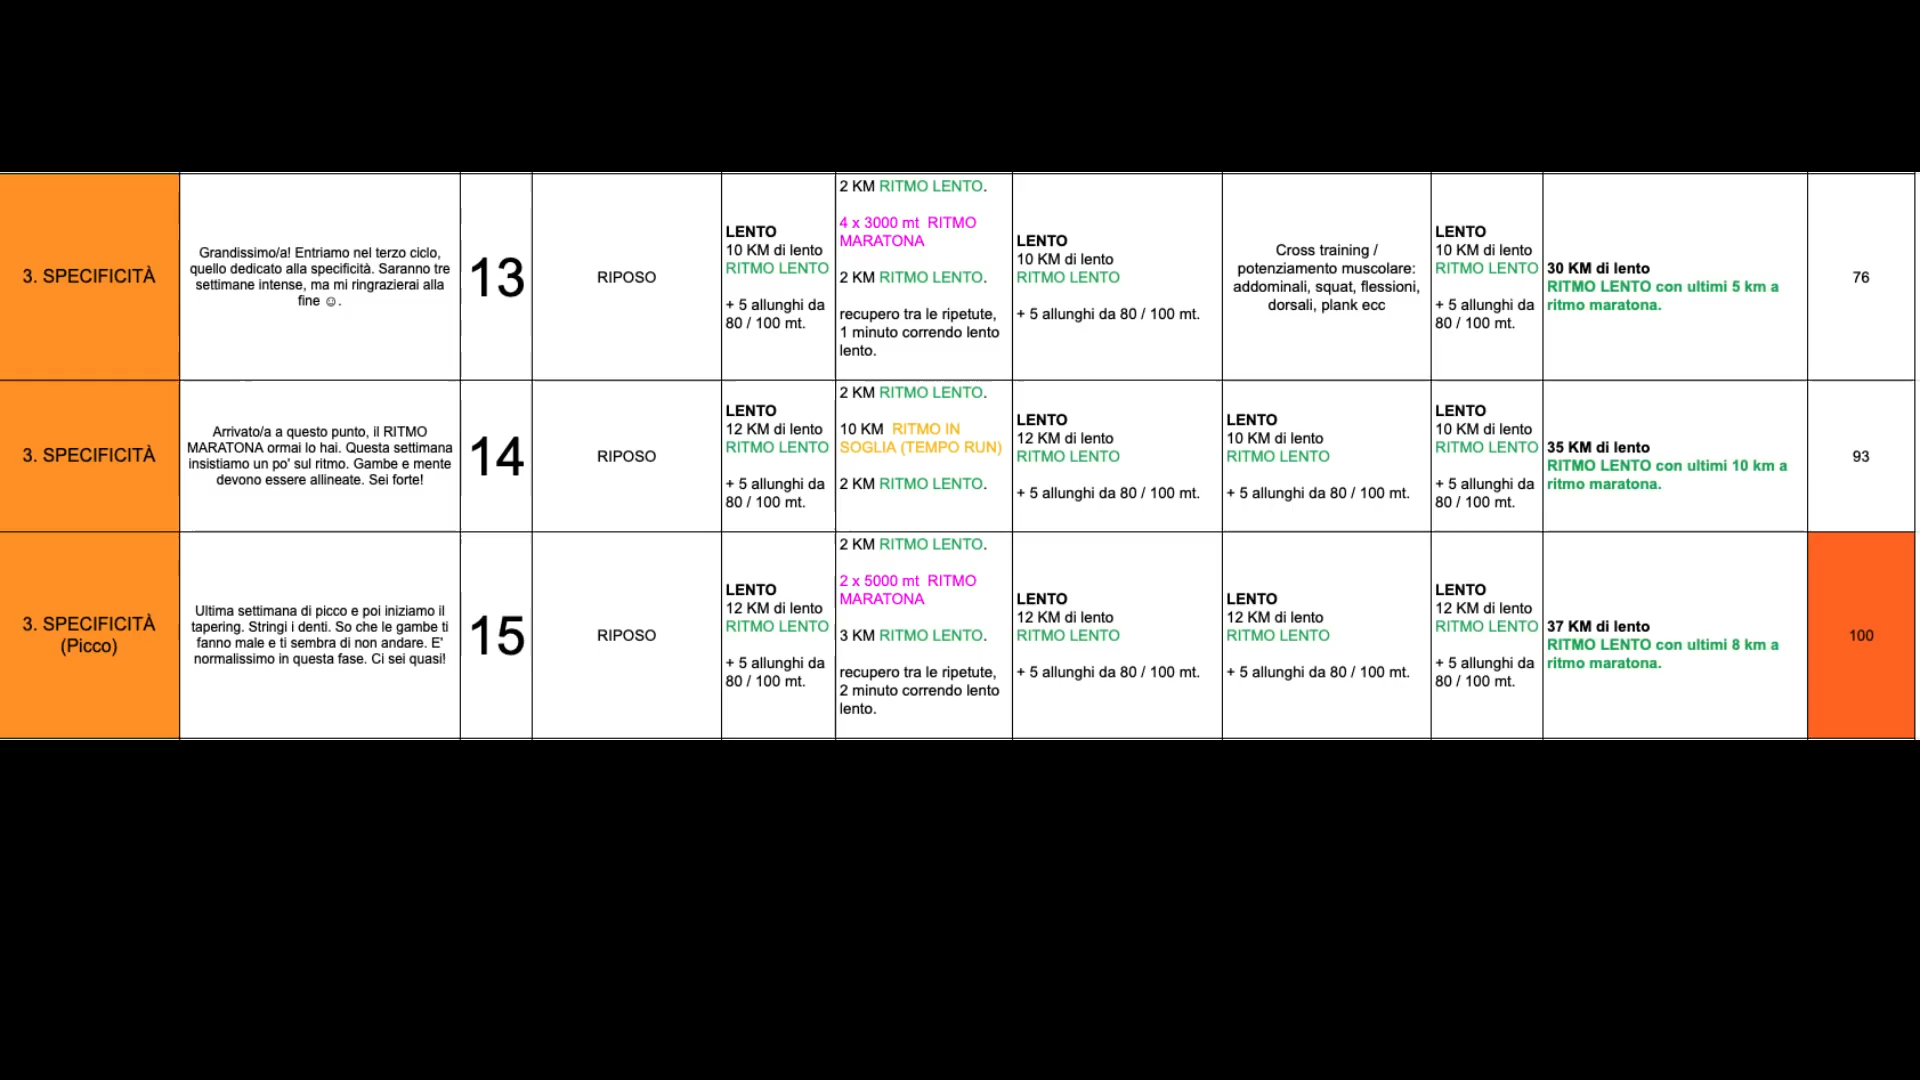 3. SPECIFICITÀ
Grandissimo/a! Entriamo nel terzo ciclo,
quello dedicato alla specificità. Saranno tre
settimane intense, ma mi ringrazierai alla
fine ☺.
13
RIPOSO
LENTO
10 KM di lento
RITMO LENTO
+ 5 allunghi da
80 / 100 mt.
2 KM RITMO LENTO.
4 x 3000 mt  RITMO
MARATONA
2 KM RITMO LENTO.
recupero tra le ripetute,
1 minuto correndo lento
lento.
LENTO
10 KM di lento
RITMO LENTO
+ 5 allunghi da 80 / 100 mt.
Cross training /
potenziamento muscolare:
addominali, squat, flessioni,
dorsali, plank ecc
LENTO
10 KM di lento
RITMO LENTO
+ 5 allunghi da
80 / 100 mt.
30 KM di lento
RITMO LENTO con ultimi 5 km a
ritmo maratona.
76
3. SPECIFICITÀ
Arrivato/a a questo punto, il RITMO
MARATONA ormai lo hai. Questa settimana
insistiamo un po' sul ritmo. Gambe e mente
devono essere allineate. Sei forte!
14
RIPOSO
LENTO
12 KM di lento
RITMO LENTO
+ 5 allunghi da
80 / 100 mt.
2 KM RITMO LENTO.
10 KM  RITMO IN
SOGLIA (TEMPO RUN)
2 KM RITMO LENTO.
LENTO
12 KM di lento
RITMO LENTO
+ 5 allunghi da 80 / 100 mt.
LENTO
10 KM di lento
RITMO LENTO
+ 5 allunghi da 80 / 100 mt.
LENTO
10 KM di lento
RITMO LENTO
+ 5 allunghi da
80 / 100 mt.
35 KM di lento
RITMO LENTO con ultimi 10 km a
ritmo maratona.
93
3. SPECIFICITÀ
(Picco)
Ultima settimana di picco e poi iniziamo il
tapering. Stringi i denti. So che le gambe ti
fanno male e ti sembra di non andare. E'
normalissimo in questa fase. Ci sei quasi!
15
RIPOSO
LENTO
12 KM di lento
RITMO LENTO
+ 5 allunghi da
80 / 100 mt.
2 KM RITMO LENTO.
2 x 5000 mt  RITMO
MARATONA
3 KM RITMO LENTO.
recupero tra le ripetute,
2 minuto correndo lento
lento.
LENTO
12 KM di lento
RITMO LENTO
+ 5 allunghi da 80 / 100 mt.
LENTO
12 KM di lento
RITMO LENTO
+ 5 allunghi da 80 / 100 mt.
LENTO
12 KM di lento
RITMO LENTO
+ 5 allunghi da
80 / 100 mt.
37 KM di lento
RITMO LENTO con ultimi 8 km a
ritmo maratona.
100